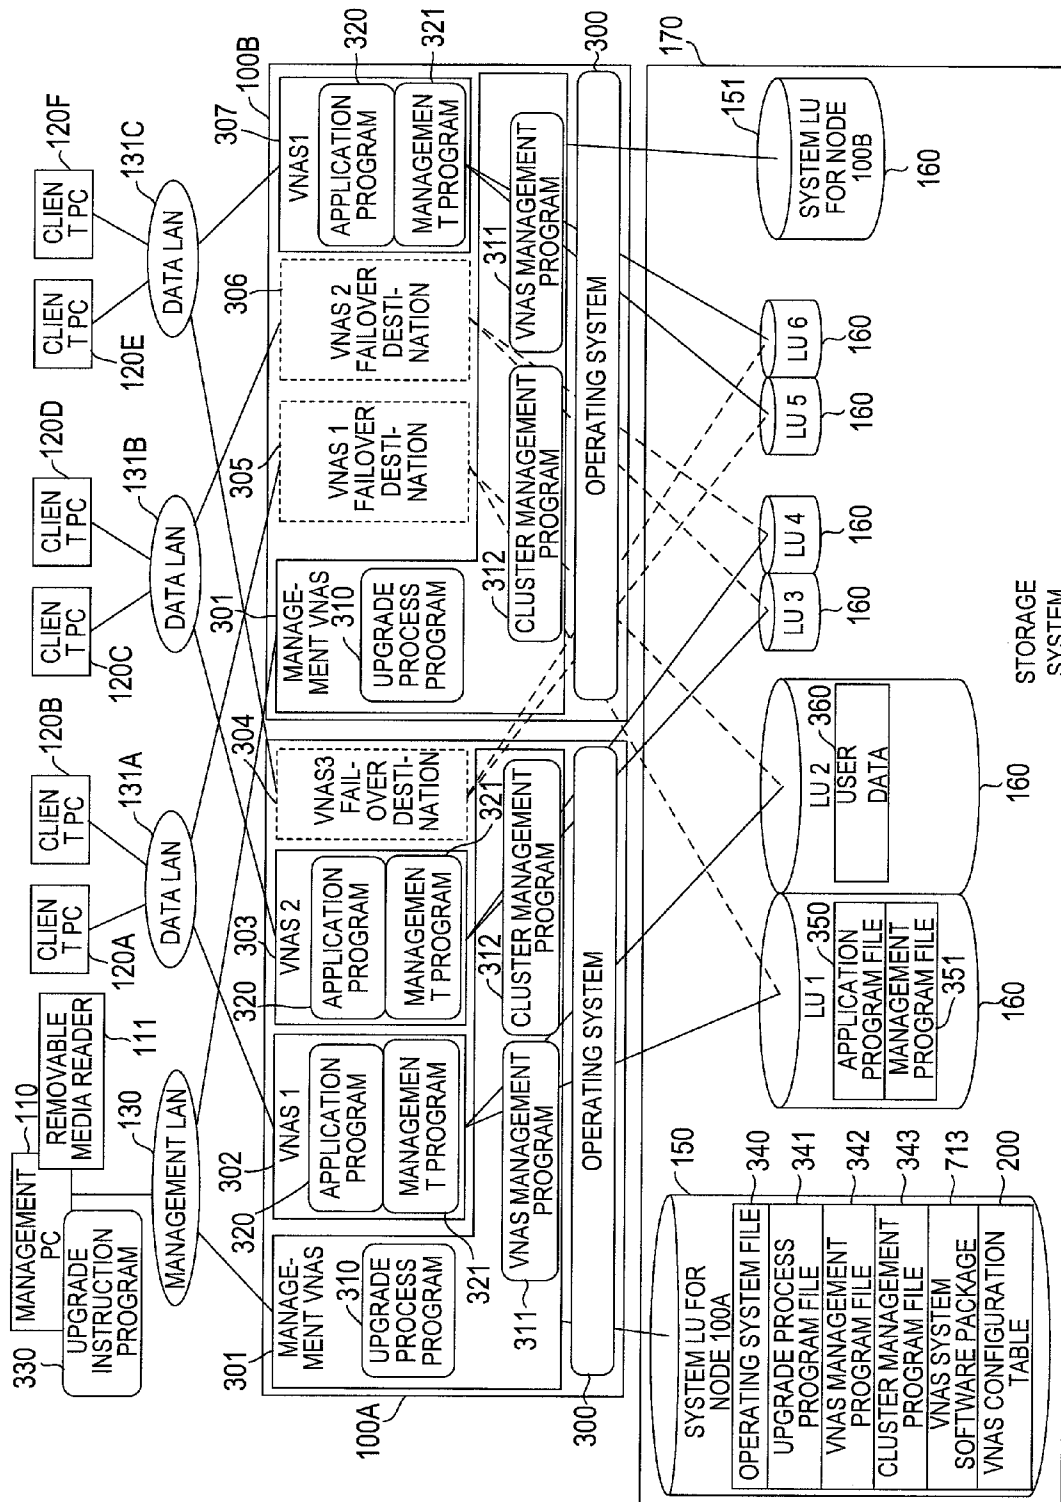 110
MANAGEMENT
PC
REMOVABLE
MEDIA READER
111
330
UPGRADE
INSTRUCTION
PROGRAM
130
MANAGEMENT LAN
CLIEN
T PC
120A
CLIEN
T PC
120B
131A
DATA LAN
CLIEN
T PC
120C
CLIEN
T PC
120D
131B
DATA LAN
CLIEN
T PC
120E
CLIEN
T PC
120F
131C
DATA LAN
100A
301
MANAGE-
MENT VNAS
310
UPGRADE
PROCESS
PROGRAM
302
VNAS 1
320
APPLICATION
PROGRAM
MANAGEMEN
T PROGRAM
321
303
VNAS 2
320
APPLICATION
PROGRAM
MANAGEMEN
T PROGRAM
321
304
VNAS3
FAIL-
OVER
DESTI-
NATION
311
VNAS MANAGEMENT
PROGRAM
312
CLUSTER MANAGEMENT
PROGRAM
300
OPERATING SYSTEM
100B
301
MANAGE-
MENT VNAS
310
UPGRADE
PROCESS
PROGRAM
305
VNAS 1
FAILOVER
DESTI-
NATION
306
VNAS 2
FAILOVER
DESTI-
NATION
307
VNAS1
320
APPLICATION
PROGRAM
321
MANAGEMEN
T PROGRAM
312
CLUSTER MANAGEMENT
PROGRAM
311
VNAS MANAGEMENT
PROGRAM
OPERATING SYSTEM
300
170
150
SYSTEM LU FOR
NODE 100A
OPERATING SYSTEM FILE
340
UPGRADE PROCESS
PROGRAM FILE
341
VNAS MANAGEMENT
PROGRAM FILE
342
CLUSTER MANAGEMENT
PROGRAM FILE
343
VNAS SYSTEM
SOFTWARE PACKAGE
713
VNAS CONFIGURATION
TABLE
200
LU 1
350
APPLICATION
PROGRAM FILE
MANAGEMENT
PROGRAM FILE
351
160
LU 2
360
USER
DATA
160
LU 3
160
LU 4
160
LU 5
160
LU 6
160
151
SYSTEM LU
FOR NODE
100B
160
STORAGE
SYSTEM